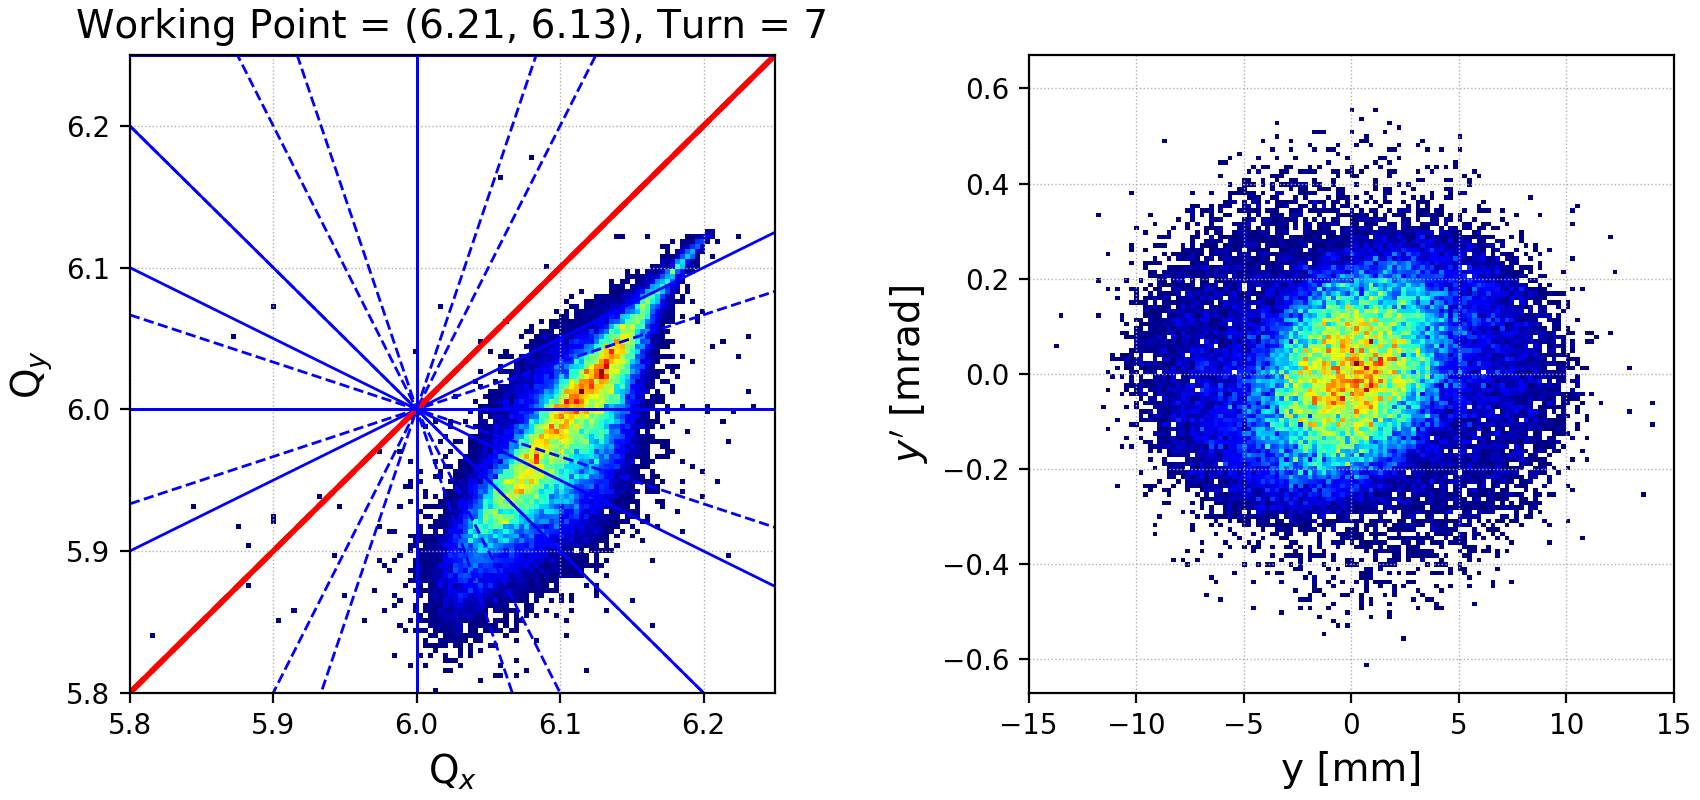 Working Point = (6.21, 6.13), Turn = 7
6.2
6.1
6.0
5.9
5.8
5.8 5.9 6.0 6.1 6.2
Qy
Qx
0.6
0.4
0.2
0.0
−0.2
−0.4
−0.6
−15 −10 −5 0 5 10 15
y′ [mrad]
y [mm]